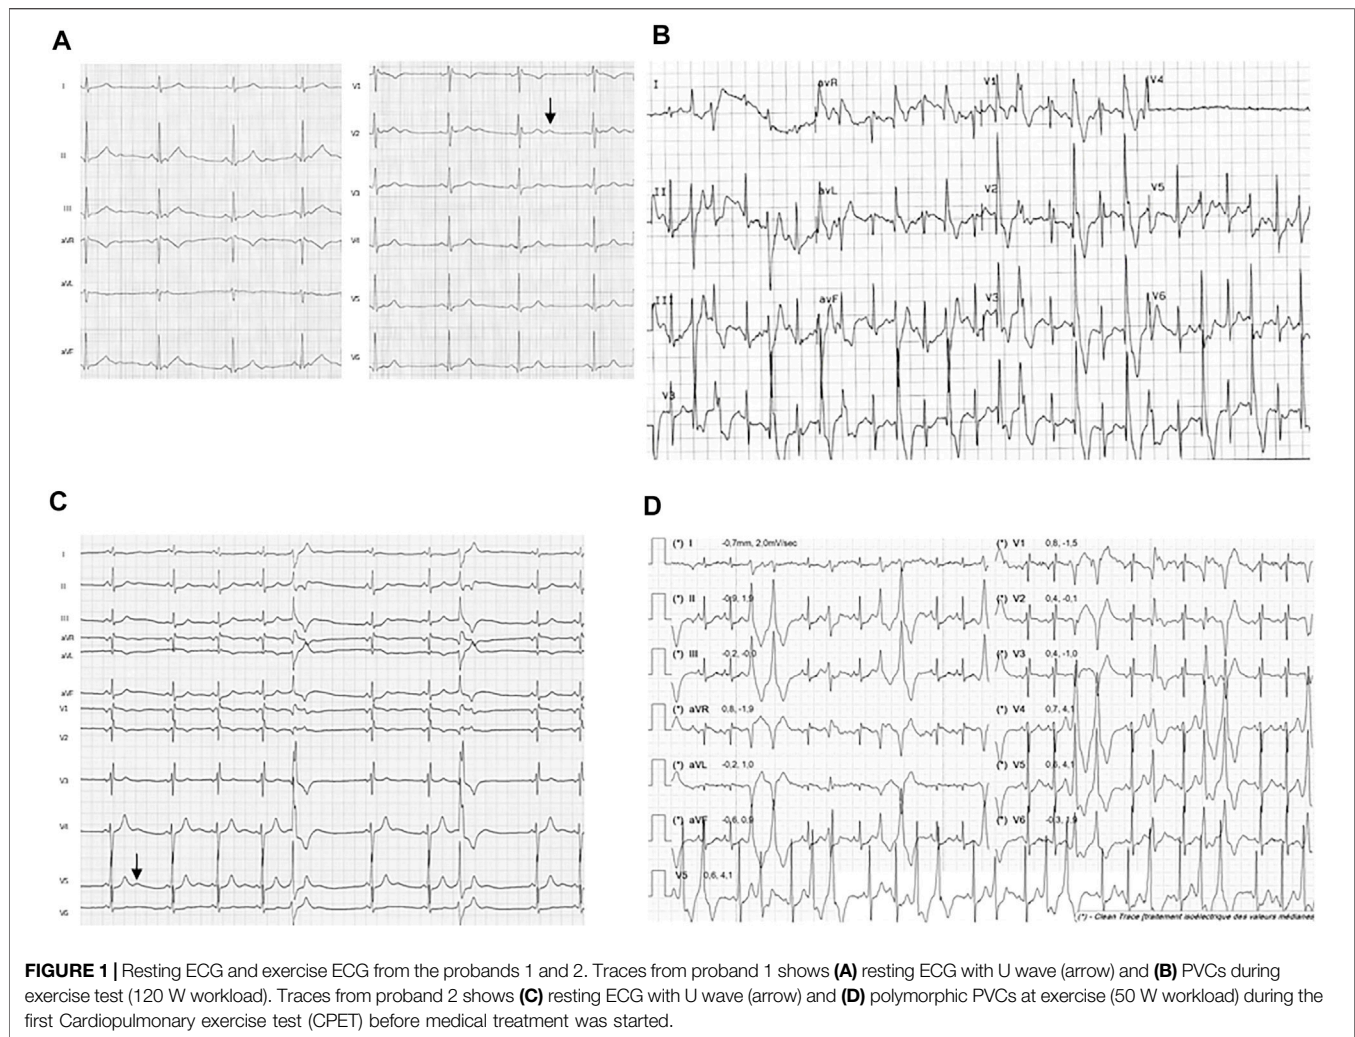 A
I
II
III
aVR
aVL
aVF
V1
V2
V3
V4
V5
V6
B
I
avR
V1
V4
II
avL
V2
V5
III
avF
V3
V6
V3
C
I
II
III
aVR
aVL
aVF
V1
V2
V3
V4
V5
V6
D
(*) I -0,7mm, 2,0mV/sec
(*) II -0,9, 1,9
(*) III -0,2, -0,0
(*) aVR 0,8, -1,9
(*) aVL -0,2, 1,0
(*) aVF -0,6, 0,9
(*) V1 0,8, -1,5
(*) V2 0,4, -0,1
(*) V3 0,4, -1,0
(*) V4 0,7, 4,1
(*) V5 0,6, 4,1
(*) V6 -0,3, 1,9
V5 0,6, 4,1
(*) - Clean Trace [traitement isoélectrique des valeurs médianes
FIGURE 1 | Resting ECG and exercise ECG from the probands 1 and 2. Traces from proband 1 shows (A) resting ECG with U wave (arrow) and (B) PVCs during
exercise test (120 W workload). Traces from proband 2 shows (C) resting ECG with U wave (arrow) and (D) polymorphic PVCs at exercise (50 W workload) during the
first Cardiopulmonary exercise test (CPET) before medical treatment was started.